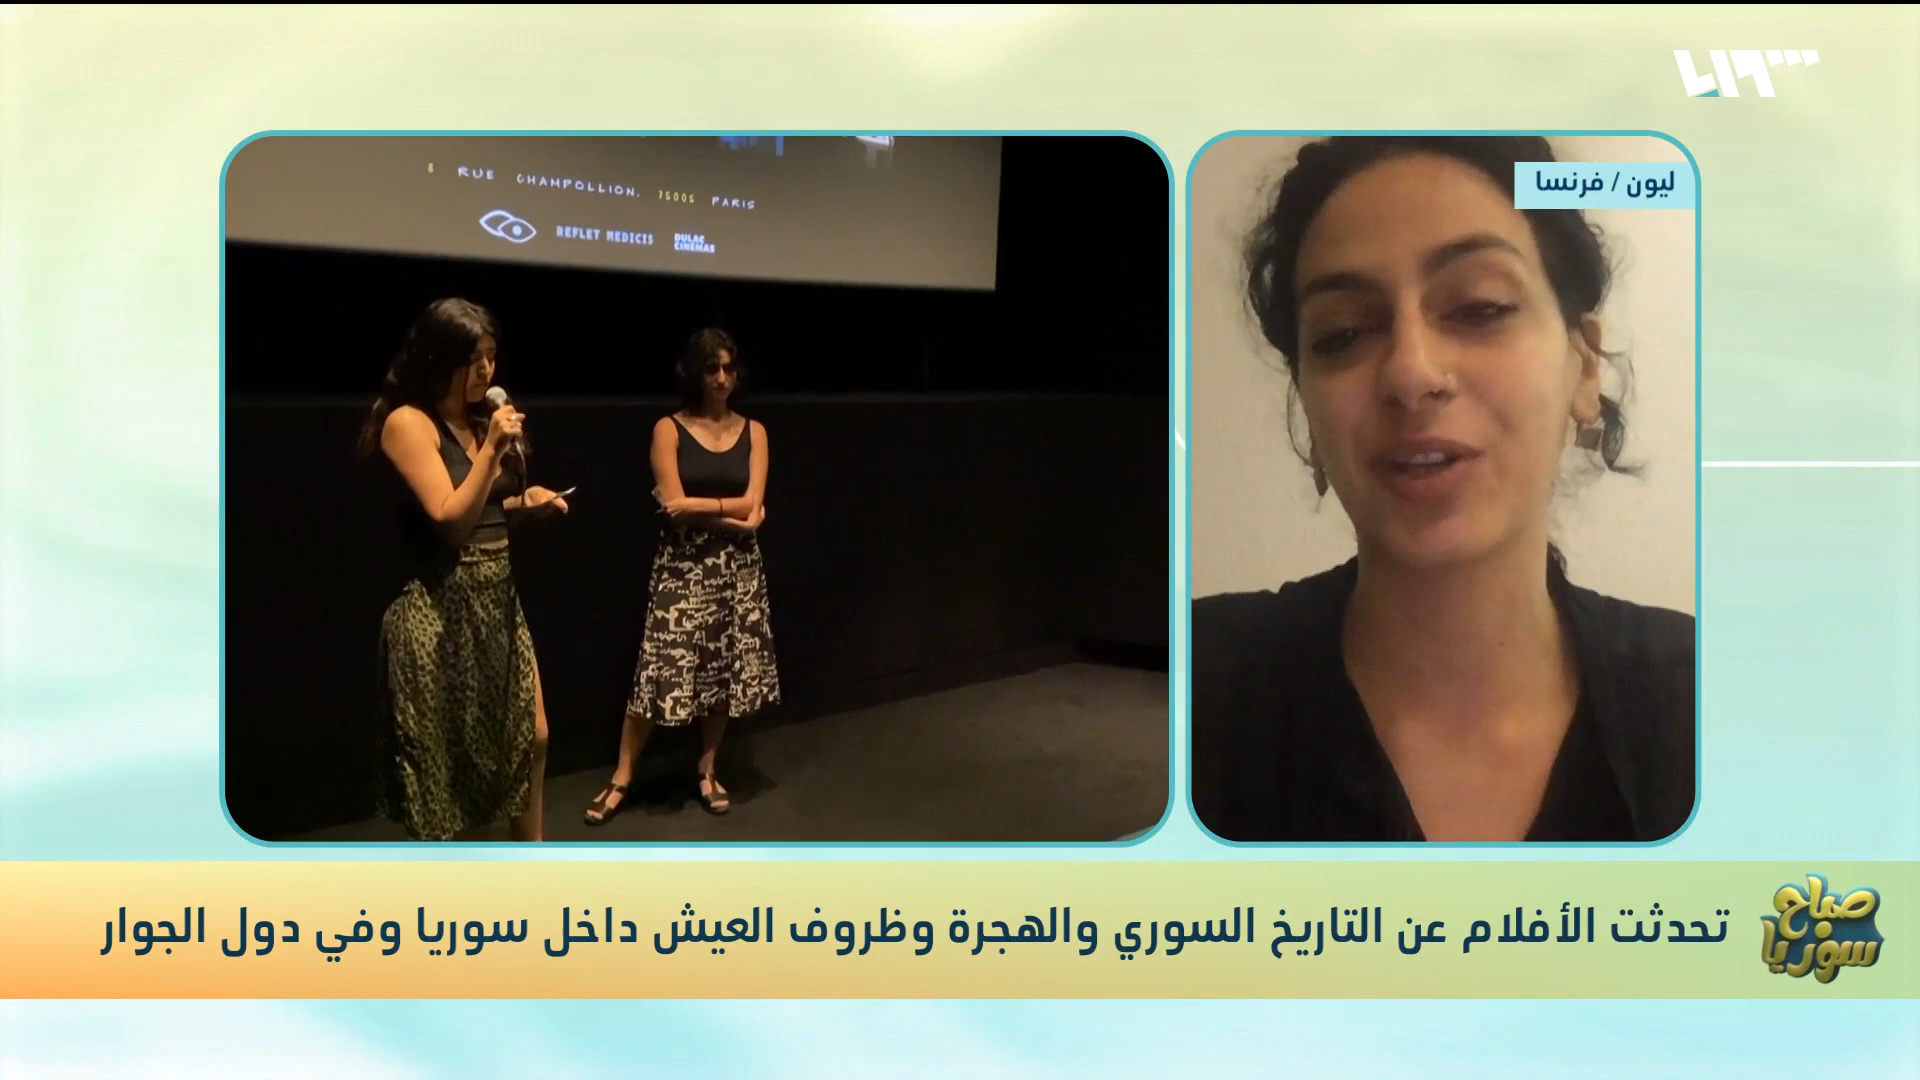 ليون / فرنسا
8 RUE CHAMPOLLION. 75005 PARIS
REFLET MEDICIS
DULAC
CINEMAS
تحدثت الأفلام عن التاريخ السوري والهجرة وظروف العيش داخل سوريا وفي دول الجوار
صباح
سوريا